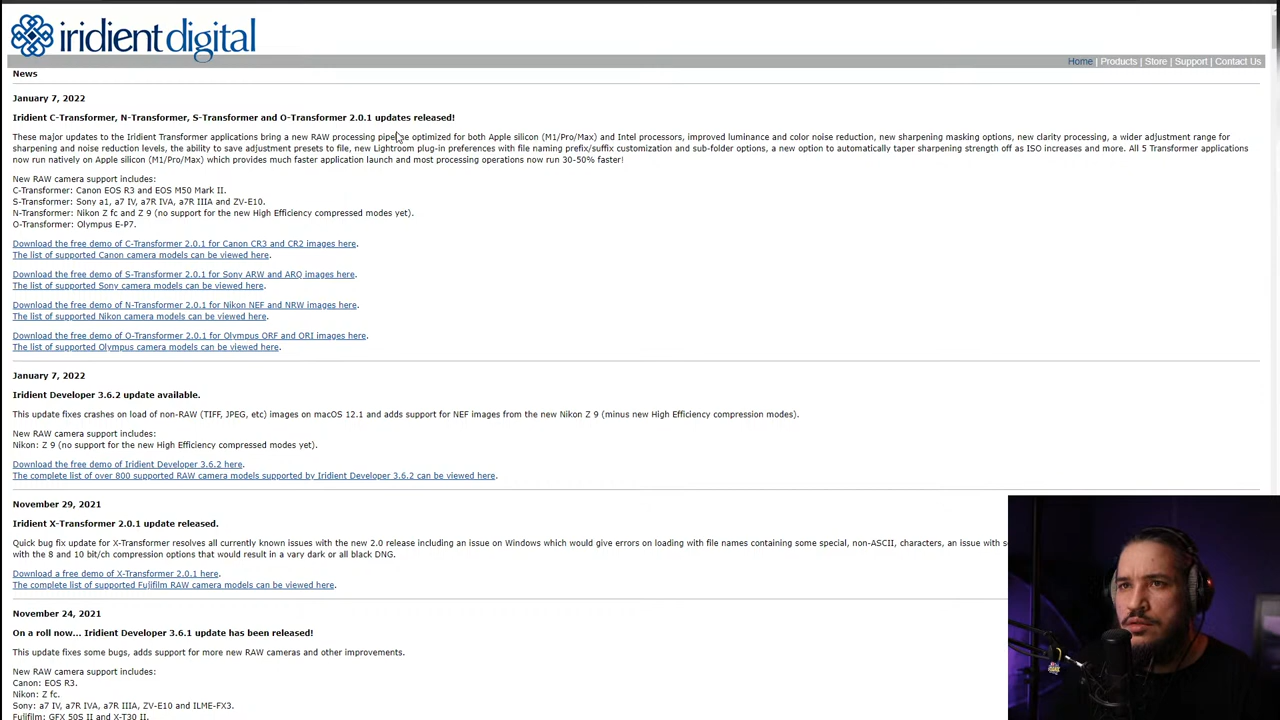 iridient digital
Home | Products | Store | Support | Contact Us
News
January 7, 2022
Iridient C-Transformer, N-Transformer, S-Transformer and O-Transformer 2.0.1 updates released!
These major updates to the Iridient Transformer applications bring a new RAW processing pipeline optimized for both Apple silicon (M1/Pro/Max) and Intel processors, improved luminance and color noise reduction, new sharpening masking options, new clarity processing, a wider adjustment range for
sharpening and noise reduction levels, the ability to save adjustment presets to file, new Lightroom plug-in preferences with file naming prefix/suffix customization and sub-folder options, a new option to automatically taper sharpening strength off as ISO increases and more. All 5 Transformer applications
now run natively on Apple silicon (M1/Pro/Max) which provides much faster application launch and most processing operations now run 30-50% faster!
New RAW camera support includes:
C-Transformer: Canon EOS R3 and EOS M50 Mark II.
S-Transformer: Sony a1, a7 IV, a7R IVA, a7R IIIA and ZV-E10.
N-Transformer: Nikon Z fc and Z 9 (no support for the new High Efficiency compressed modes yet).
O-Transformer: Olympus E-P7.
Download the free demo of C-Transformer 2.0.1 for Canon CR3 and CR2 images here.
The list of supported Canon camera models can be viewed here.
Download the free demo of S-Transformer 2.0.1 for Sony ARW and ARQ images here.
The list of supported Sony camera models can be viewed here.
Download the free demo of N-Transformer 2.0.1 for Nikon NEF and NRW images here.
The list of supported Nikon camera models can be viewed here.
Download the free demo of O-Transformer 2.0.1 for Olympus ORF and ORI images here.
The list of supported Olympus camera models can be viewed here.
January 7, 2022
Iridient Developer 3.6.2 update available.
This update fixes crashes on load of non-RAW (TIFF, JPEG, etc) images on macOS 12.1 and adds support for NEF images from the new Nikon Z 9 (minus new High Efficiency compression modes).
New RAW camera support includes:
Nikon: Z 9 (no support for the new High Efficiency compressed modes yet).
Download the free demo of Iridient Developer 3.6.2 here.
The complete list of over 800 supported RAW camera models supported by Iridient Developer 3.6.2 can be viewed here.
November 29, 2021
Iridient X-Transformer 2.0.1 update released.
Quick bug fix update for X-Transformer resolves all currently known issues with the new 2.0 release including an issue on Windows which would give errors on loading with file names containing some special, non-ASCII, characters, an issue with
with the 8 and 10 bit/ch compression options that would result in a vary dark or all black DNG.
Download a free demo of X-Transformer 2.0.1 here.
The complete list of supported Fujifilm RAW camera models can be viewed here.
November 24, 2021
On a roll now... Iridient Developer 3.6.1 update has been released!
This update fixes some bugs, adds support for more new RAW cameras and other improvements.
New RAW camera support includes:
Canon: EOS R3.
Nikon: Z fc.
Sony: a7 IV, a7R IVA, a7R IIIA, ZV-E10 and ILME-FX3.
Fujifilm: GFX 50S II and X-T30 II.